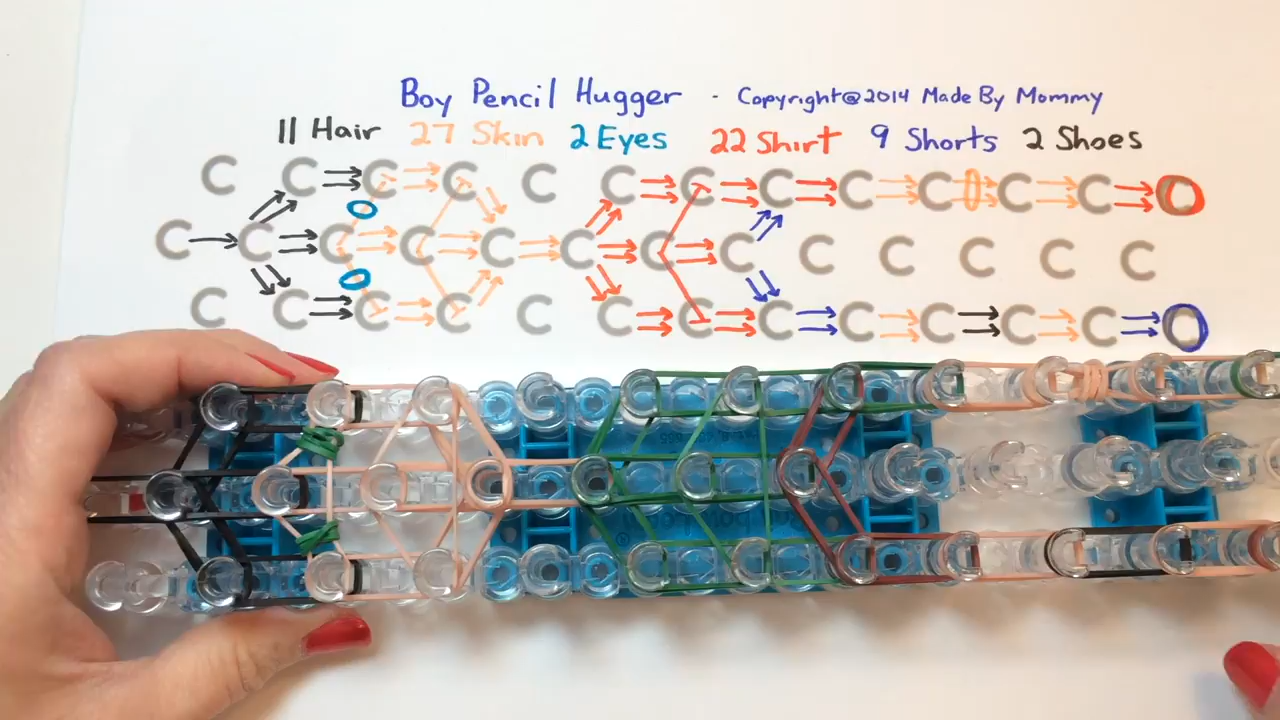 Boy Pencil Hugger - Copyright@2014 Made By Mommy
11 Hair 27 Skin 2 Eyes 22 Shirt 9 Shorts 2 Shoes